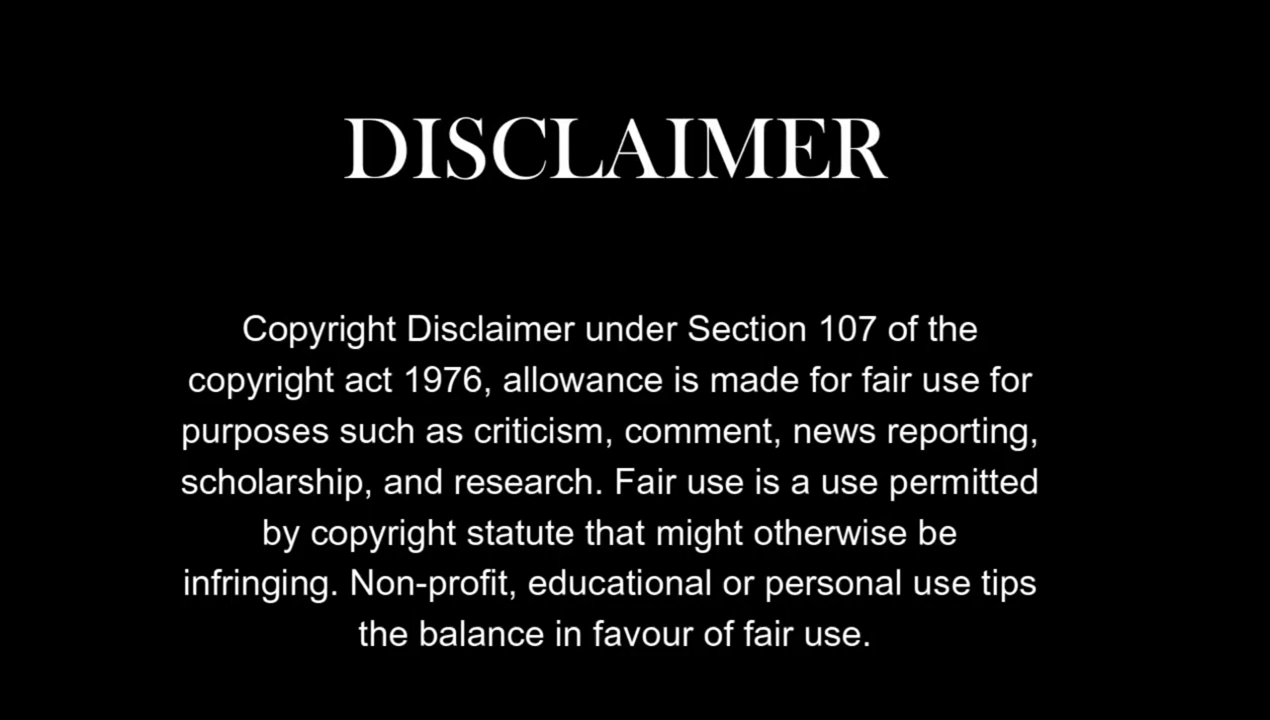 DISCLAIMER
Copyright Disclaimer under Section 107 of the
copyright act 1976, allowance is made for fair use for
purposes such as criticism, comment, news reporting,
scholarship, and research. Fair use is a use permitted
by copyright statute that might otherwise be
infringing. Non-profit, educational or personal use tips
the balance in favour of fair use.